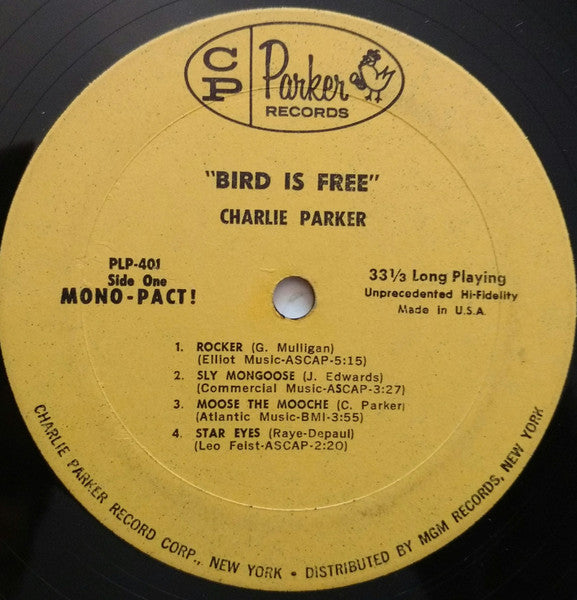 CP Parker
RECORDS
"BIRD IS FREE"
CHARLIE PARKER
PLP-401
Side One
MONO-PACT!
33 1/3 Long Playing
Unprecedented Hi-Fidelity
Made in U.S.A.
1. ROCKER (G. Mulligan)
(Elliot Music-ASCAP-5:15)
2. SLY MONGOOSE (J. Edwards)
(Commercial Music-ASCAP-3:27)
3. MOOSE THE MOOCHE (C. Parker)
(Atlantic Music-BMI-3:55)
4. STAR EYES (Raye-Depaul)
(Leo Feist-ASCAP-2:20)
CHARLIE PARKER RECORD CORP., NEW YORK • DISTRIBUTED BY MGM RECORDS, NEW YORK